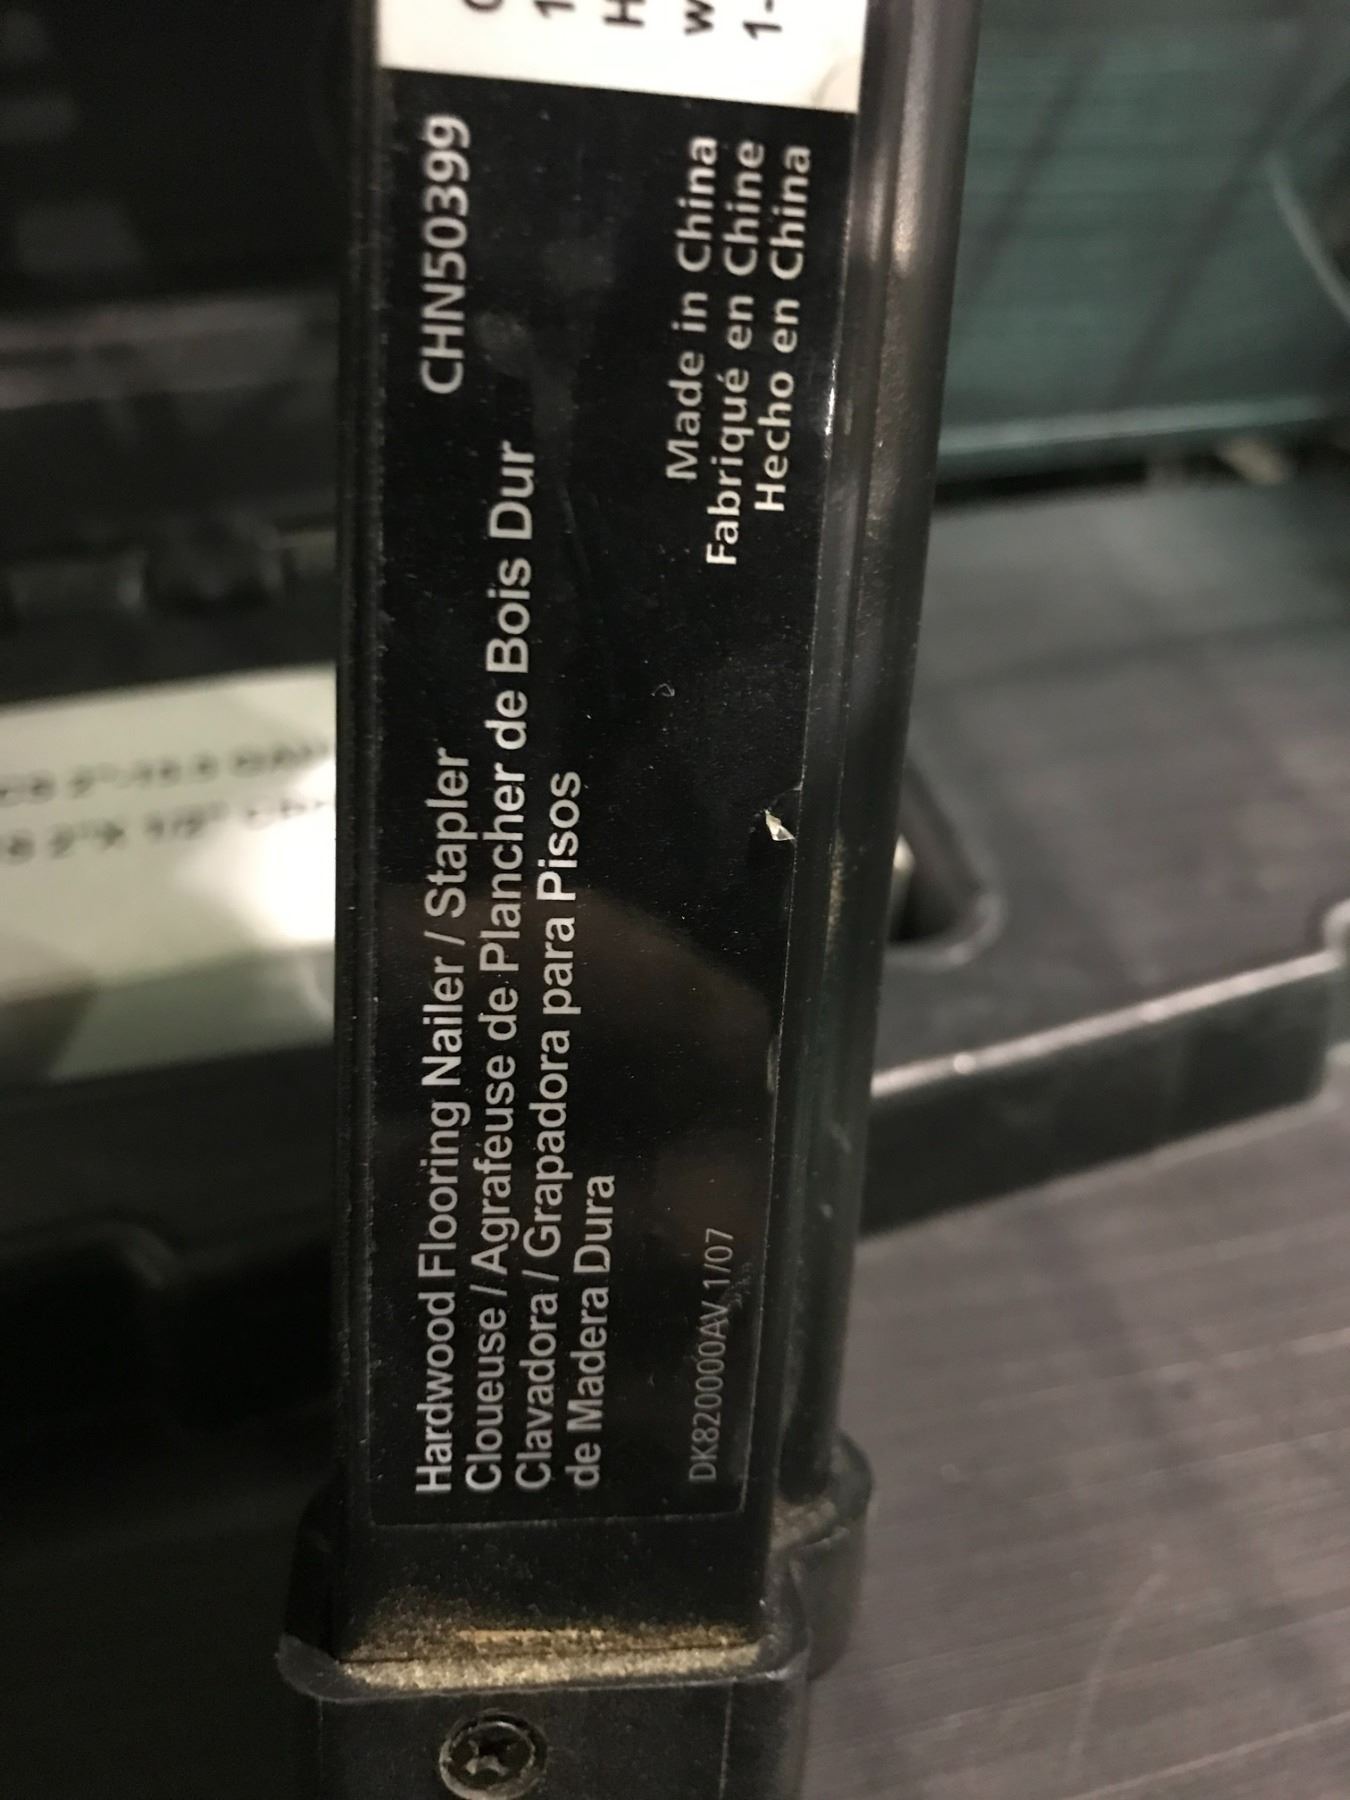 Hardwood Flooring Nailer / Stapler CHN50399
Cloueuse / Agrafeuse de Plancher de Bois Dur
Clavadora / Grapadora para Pisos
de Madera Dura
Made in China
Fabriqué en Chine
Hecho en China
DK820000AV 1/07